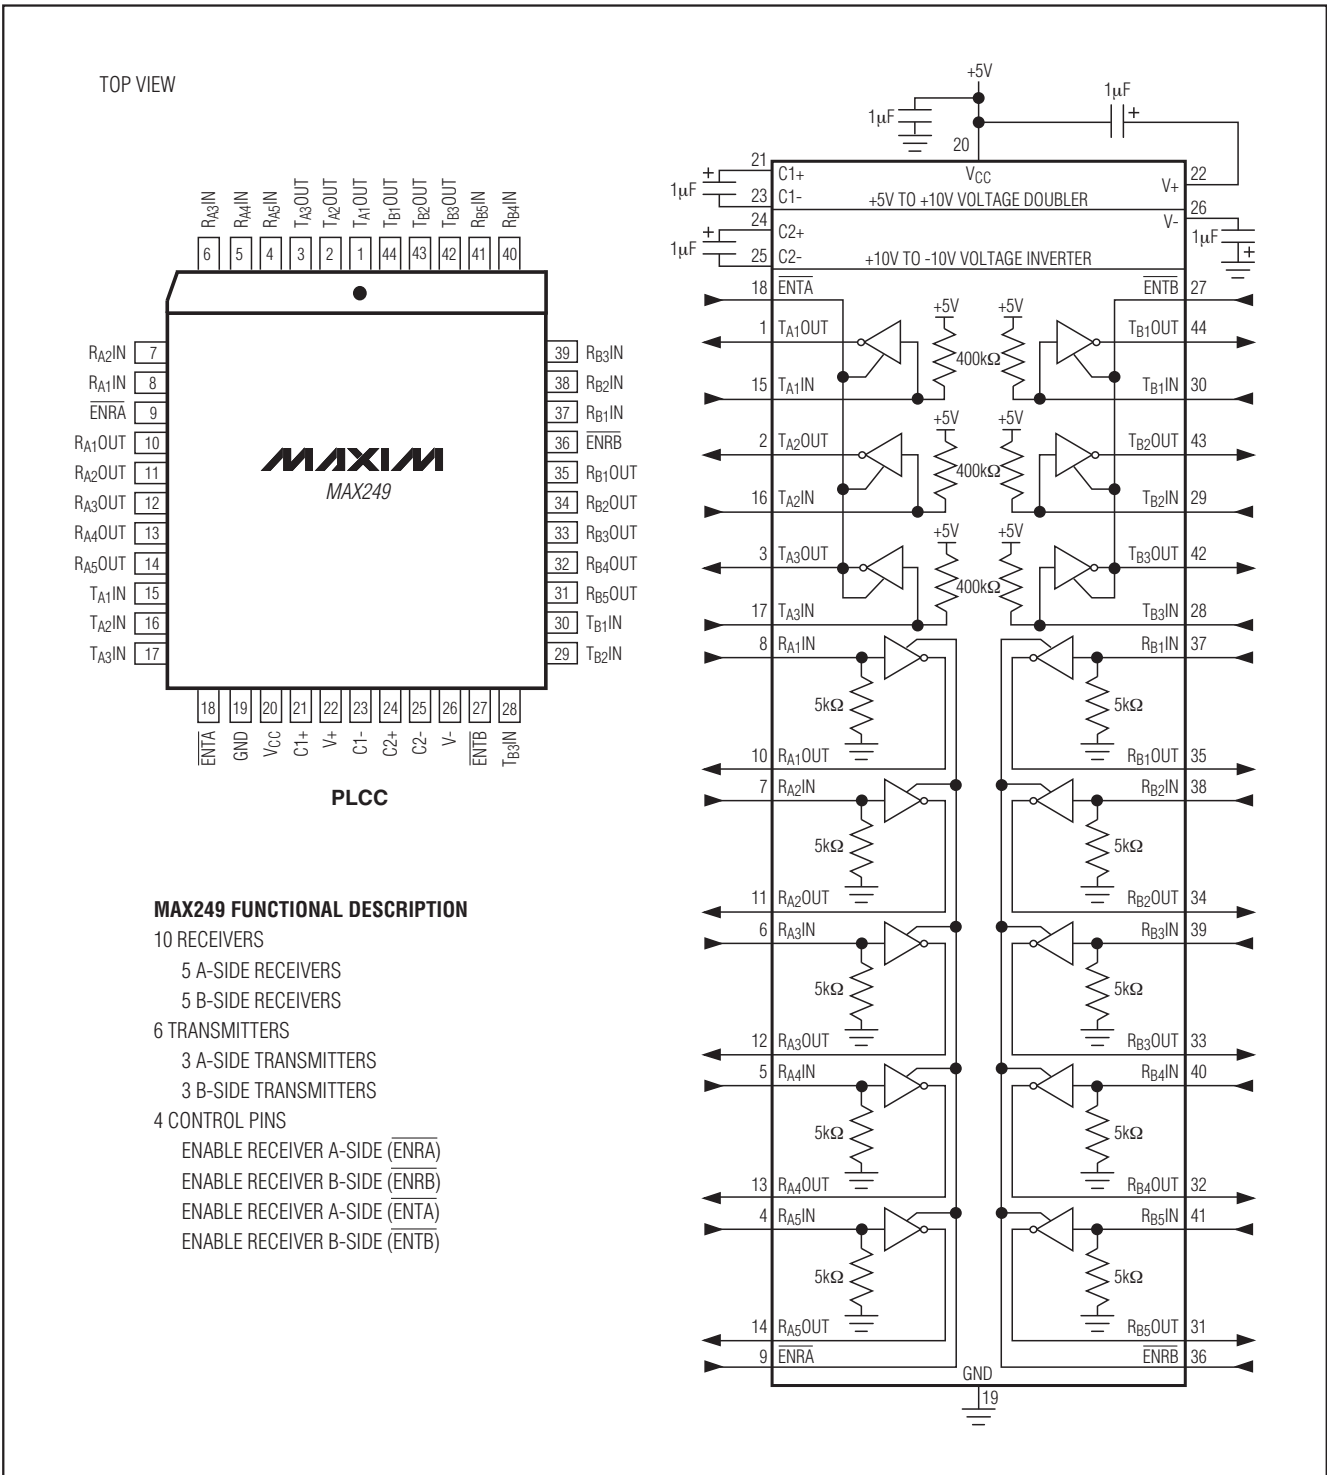 TOP VIEW
RA3IN
RA4IN
RA5IN
TA3OUT
TA2OUT
TA1OUT
TB1OUT
TB2OUT
TB3OUT
RB5IN
RB4IN
6 5 4 3 2 1 44 43 42 41 40
RA2IN 7
RA1IN 8
ENRA 9
RA1OUT 10
RA2OUT 11
RA3OUT 12
RA4OUT 13
RA5OUT 14
TA1IN 15
TA2IN 16
TA3IN 17
MAXIM
MAX249
39 RB3IN
38 RB2IN
37 RB1IN
36 ENRB
35 RB1OUT
34 RB2OUT
33 RB3OUT
32 RB4OUT
31 RB5OUT
30 TB1IN
29 TB2IN
18 19 20 21 22 23 24 25 26 27 28
ENTA
GND
VCC
C1+
V+
C1-
C2+
C2-
V-
ENTB
TB3IN
PLCC
MAX249 FUNCTIONAL DESCRIPTION
10 RECEIVERS
5 A-SIDE RECEIVERS
5 B-SIDE RECEIVERS
6 TRANSMITTERS
3 A-SIDE TRANSMITTERS
3 B-SIDE TRANSMITTERS
4 CONTROL PINS
ENABLE RECEIVER A-SIDE (ENRA)
ENABLE RECEIVER B-SIDE (ENRB)
ENABLE RECEIVER A-SIDE (ENTA)
ENABLE RECEIVER B-SIDE (ENTB)
+5V
1µF
1µF +
20
VCC
21 C1+
+
1µF
23 C1-
+5V TO +10V VOLTAGE DOUBLER
V+ 22
24 C2+
+
1µF
25 C2-
+10V TO -10V VOLTAGE INVERTER
V- 26
1µF
+
18 ENTA
ENTB 27
+5V +5V
1 TA1OUT
400kΩ
TB1OUT 44
15 TA1IN
TB1IN 30
+5V +5V
2 TA2OUT
400kΩ
TB2OUT 43
16 TA2IN
TB2IN 29
+5V +5V
3 TA3OUT
400kΩ
TB3OUT 42
17 TA3IN
TB3IN 28
8 RA1IN
RB1IN 37
5kΩ 5kΩ
10 RA1OUT
RB1OUT 35
7 RA2IN
RB2IN 38
5kΩ 5kΩ
11 RA2OUT
RB2OUT 34
6 RA3IN
RB3IN 39
5kΩ 5kΩ
12 RA3OUT
RB3OUT 33
5 RA4IN
RB4IN 40
5kΩ 5kΩ
13 RA4OUT
RB4OUT 32
4 RA5IN
RB5IN 41
5kΩ 5kΩ
14 RA5OUT
RB5OUT 31
9 ENRA
ENRB 36
GND
19